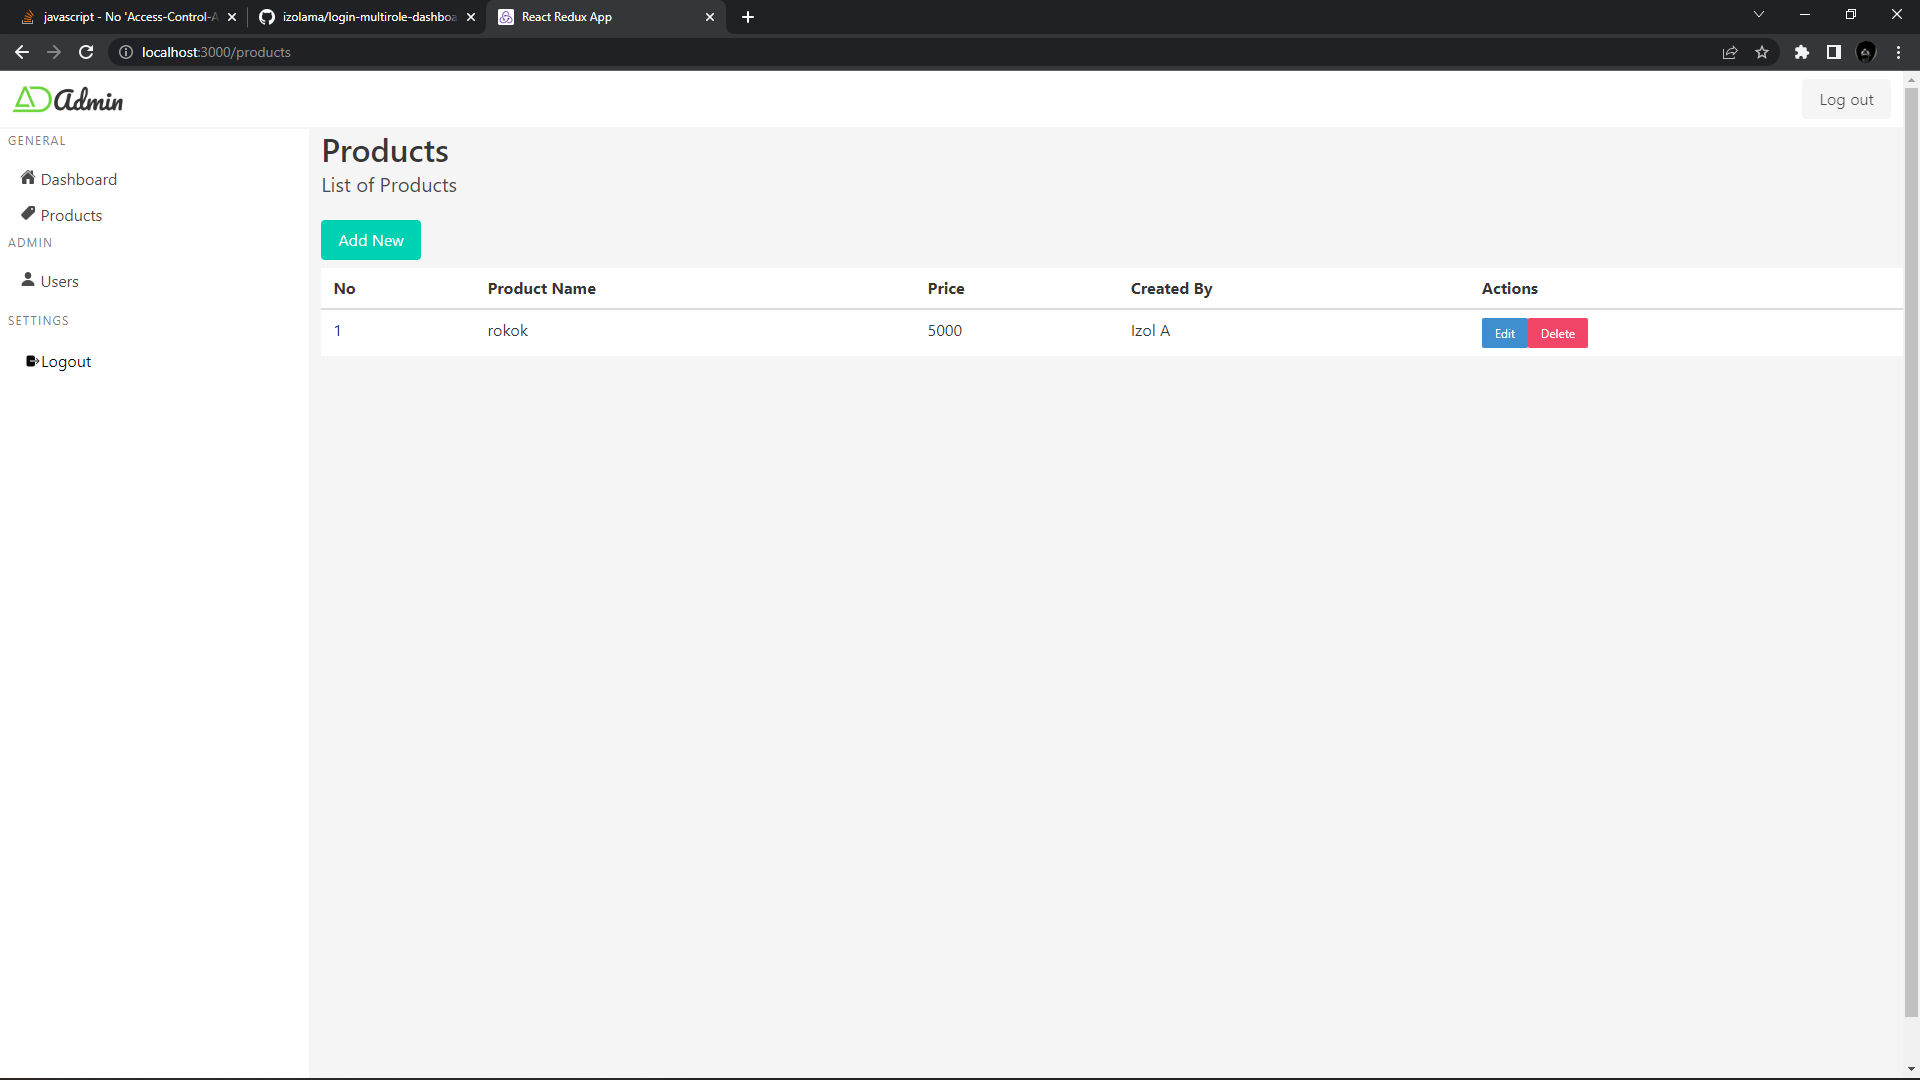 javascript - No 'Access-Control-A
izolama/login-multirole-dashboa
React Redux App
localhost:3000/products
Admin
Log out
GENERAL
Dashboard
Products
ADMIN
Users
SETTINGS
Logout
Products
List of Products
Add New
No Product Name Price Created By Actions
1 rokok 5000 Izol A Edit Delete